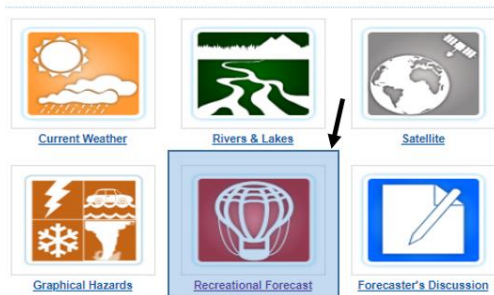 Current Weather
Rivers & Lakes
Satellite
Graphical Hazards
Recreational Forecast
Forecaster's Discussion